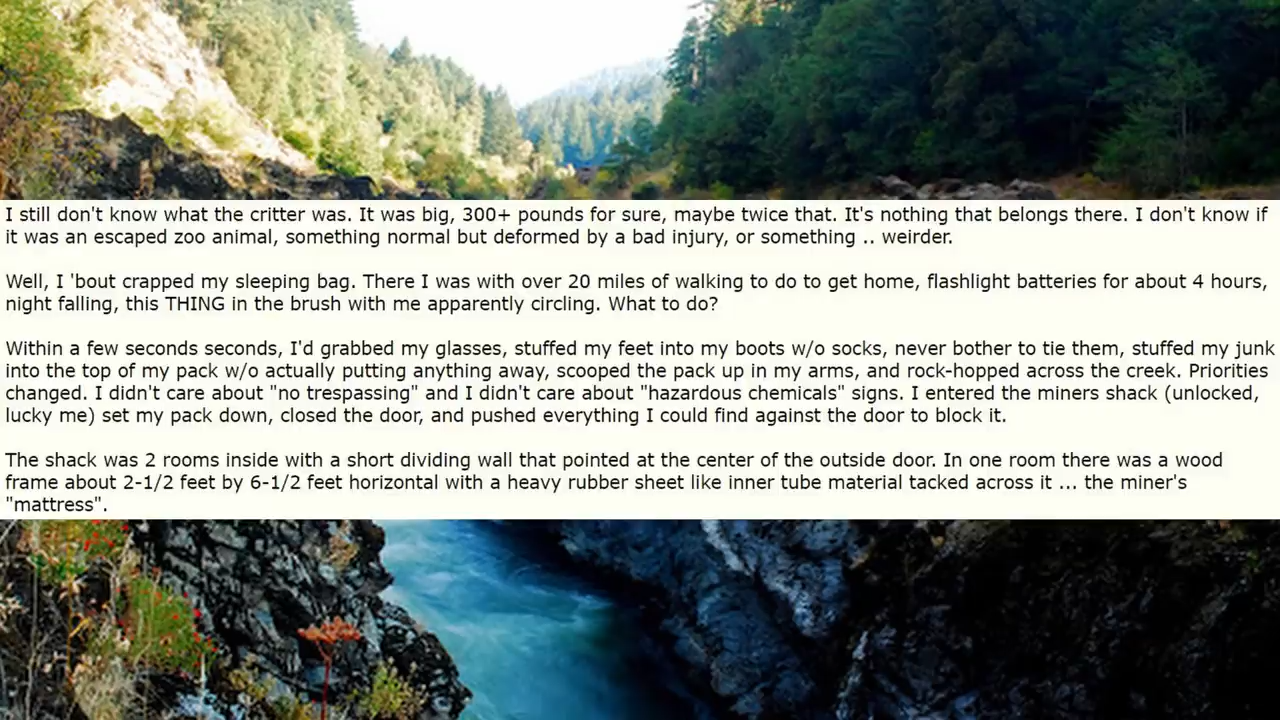 I still don't know what the critter was. It was big, 300+ pounds for sure, maybe twice that. It's nothing that belongs there. I don't know if
it was an escaped zoo animal, something normal but deformed by a bad injury, or something .. weirder.
Well, I 'bout crapped my sleeping bag. There I was with over 20 miles of walking to do to get home, flashlight batteries for about 4 hours,
night falling, this THING in the brush with me apparently circling. What to do?
Within a few seconds seconds, I'd grabbed my glasses, stuffed my feet into my boots w/o socks, never bother to tie them, stuffed my junk
into the top of my pack w/o actually putting anything away, scooped the pack up in my arms, and rock-hopped across the creek. Priorities
changed. I didn't care about "no trespassing" and I didn't care about "hazardous chemicals" signs. I entered the miners shack (unlocked,
lucky me) set my pack down, closed the door, and pushed everything I could find against the door to block it.
The shack was 2 rooms inside with a short dividing wall that pointed at the center of the outside door. In one room there was a wood
frame about 2-1/2 feet by 6-1/2 feet horizontal with a heavy rubber sheet like inner tube material tacked across it ... the miner's
"mattress".